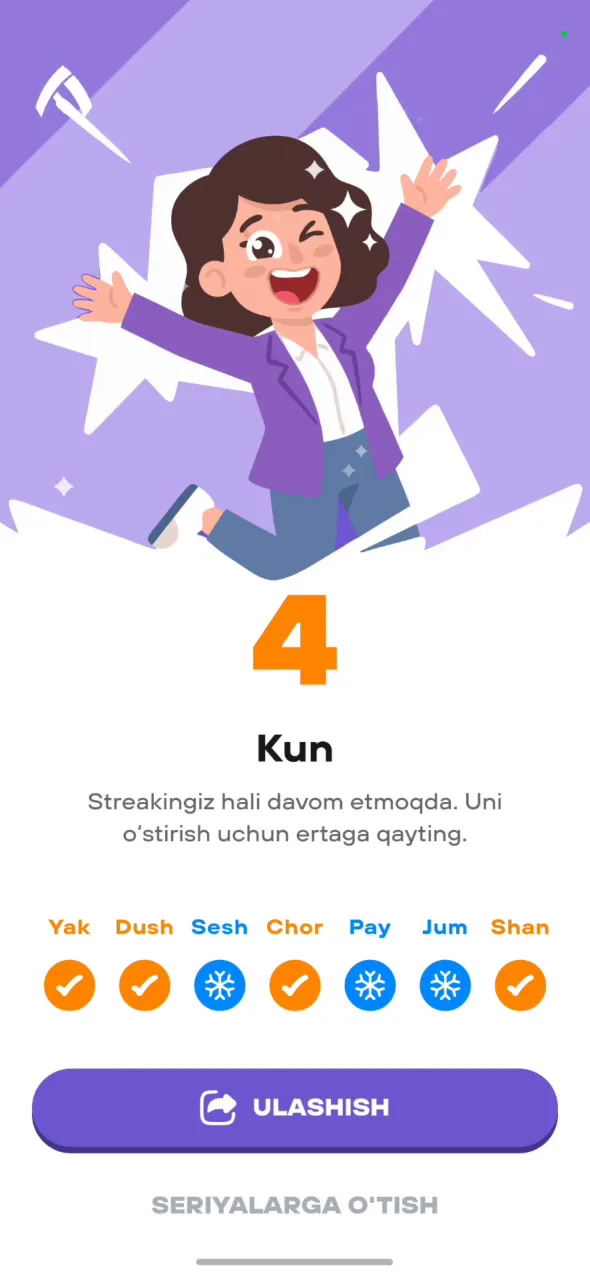 4
Kun
Streakingiz hali davom etmoqda. Uni
o‘stirish uchun ertaga qayting.
Yak Dush Sesh Chor Pay Jum Shan
ULASHISH
SERIYALARGA O'TISH